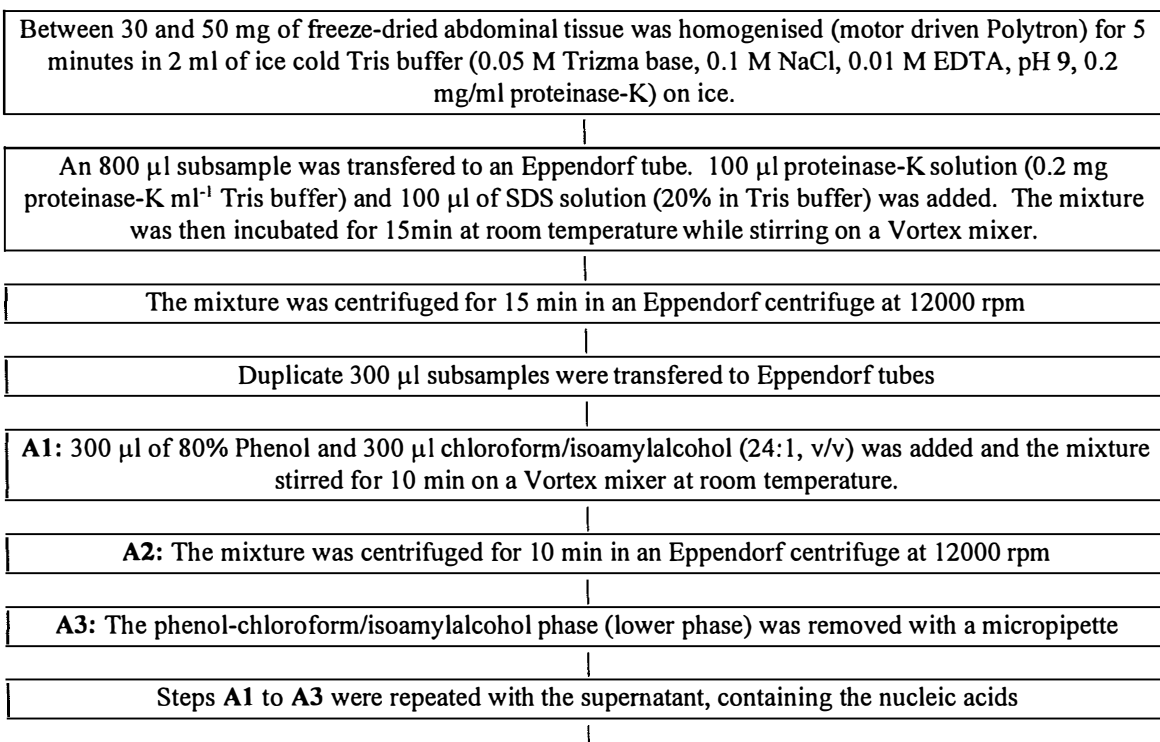 Between 30 and 50 mg of freeze-dried abdominal tissue was homogenised (motor driven Polytron) for 5
minutes in 2 ml of ice cold Tris buffer (0.05 M Trizma base, 0.1 M NaCl, 0.01 M EDTA, pH 9, 0.2
mg/ml proteinase-K) on ice.
An 800 µl subsample was transfered to an Eppendorf tube. 100 µl proteinase-K solution (0.2 mg
proteinase-K ml⁻¹ Tris buffer) and 100 µl of SDS solution (20% in Tris buffer) was added. The mixture
was then incubated for 15min at room temperature while stirring on a Vortex mixer.
The mixture was centrifuged for 15 min in an Eppendorf centrifuge at 12000 rpm
Duplicate 300 µl subsamples were transfered to Eppendorf tubes
A1: 300 µl of 80% Phenol and 300 µl chloroform/isoamylalcohol (24:1, v/v) was added and the mixture
stirred for 10 min on a Vortex mixer at room temperature.
A2: The mixture was centrifuged for 10 min in an Eppendorf centrifuge at 12000 rpm
A3: The phenol-chloroform/isoamylalcohol phase (lower phase) was removed with a micropipette
Steps A1 to A3 were repeated with the supernatant, containing the nucleic acids